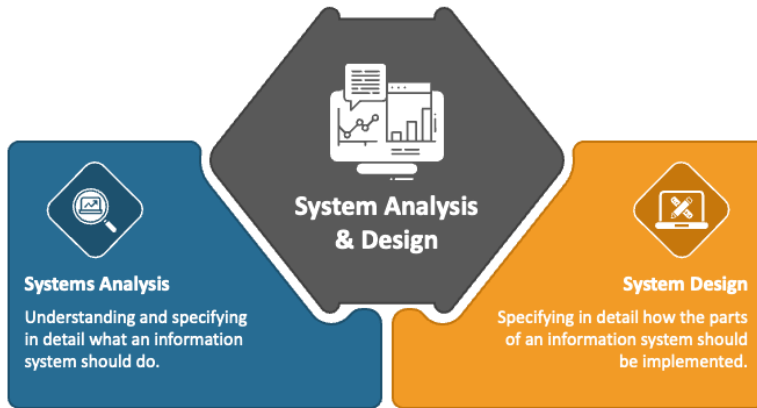 System Analysis
& Design
Systems Analysis
Understanding and specifying
in detail what an information
system should do.
System Design
Specifying in detail how the parts
of an information system should
be implemented.